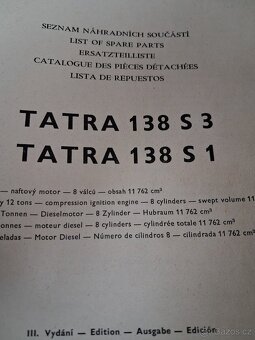 SEZNAM NÁHRADNÍCH SOUČÁSTÍ
LIST OF SPARE PARTS
ERSATZTEILLISTE
CATALOGUE DES PIÈCES DÉTACHÉES
LISTA DE REPUESTOS
TATRA 138 S 3
TATRA 138 S 1
— naftový motor — 8 válců — obsah 11 762 cm³
y 12 tons — compression ignition engine — 8 cylinders — swept volume 11
Tonnen — Dieselmotor — 8 Zylinder — Hubraum 11 762 cm³
onnes — moteur diesel — 8 cylinders — cylindrée totale 11 762 cm³
eladas — Motor Diesel — Número de cilindros 8 — cilindrada 11 762 cm³
III. Vydání — Edition — Ausgabe — Edición